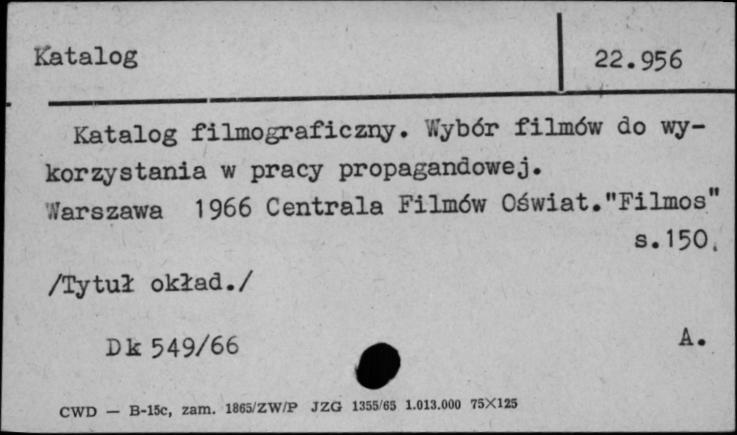 Katalog 22.956
Katalog filmograficzny. Wybór filmów do wy-
korzystania w pracy propagandowej.
Warszawa 1966 Centrala Filmów Oświat."Filmos"
s.150.
/Tytuł okład./
Dk 549/66 A.
CWD — B-15c, zam. 1865/ZW/P JZG 1355/65 1.013.000 75X125